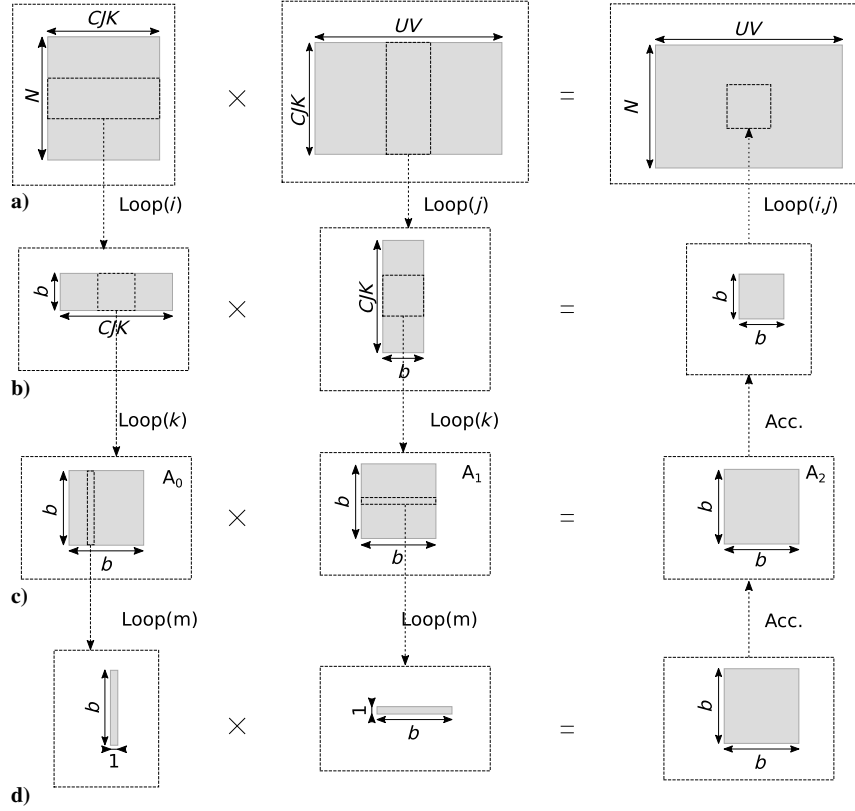 CJK
N
×
UV
CJK
=
UV
N
a)
Loop(i)
Loop(j)
Loop(i,j)
b
CJK
×
CJK
b
=
b
b
b)
Loop(k)
Loop(k)
Acc.
A₀
b
b
×
A₁
b
b
=
A₂
b
b
c)
Loop(m)
Loop(m)
Acc.
b
1
×
1
b
=
b
b
d)